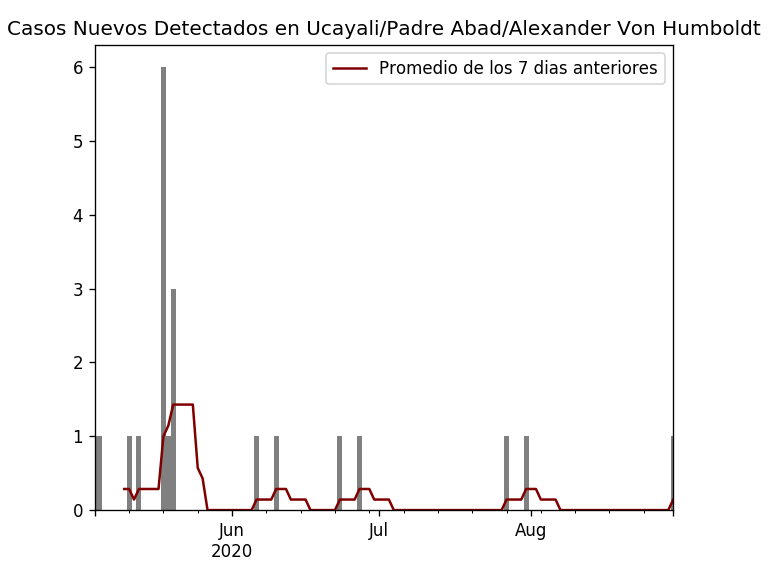 Casos Nuevos Detectados en Ucayali/Padre Abad/Alexander Von Humboldt
Promedio de los 7 dias anteriores
6
5
4
3
2
1
0
Jun
2020
Jul
Aug